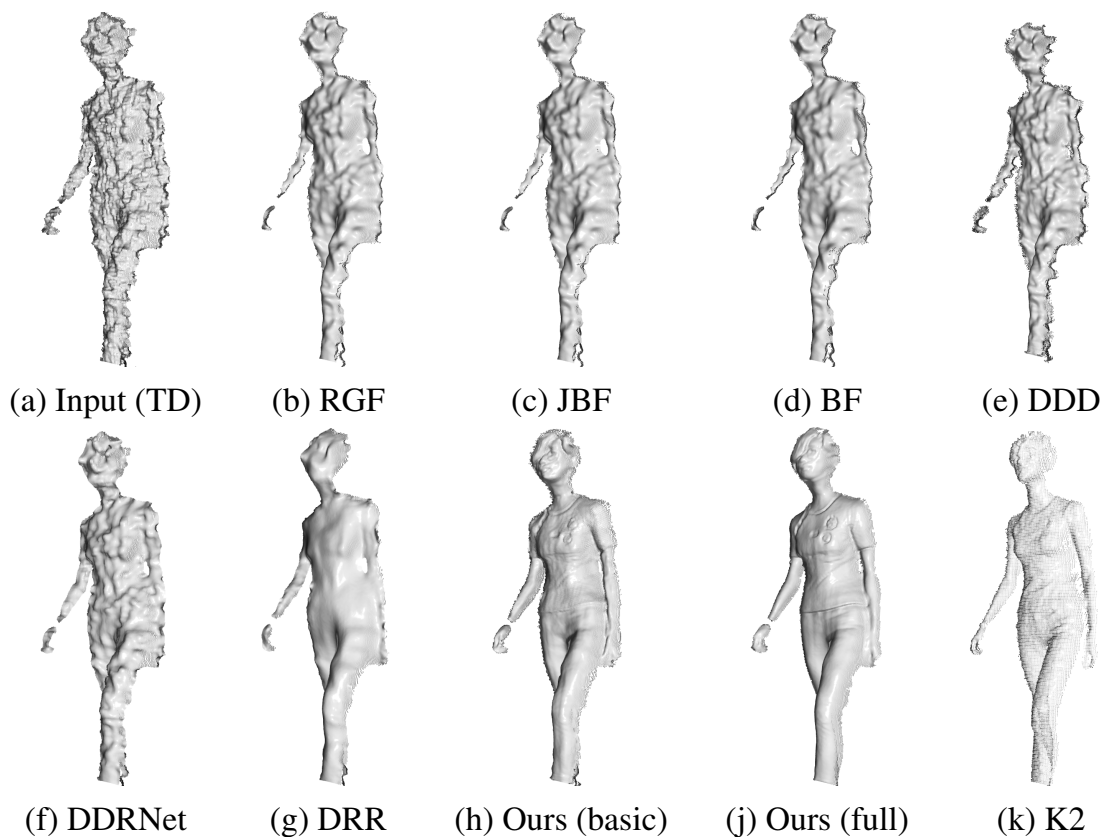 (a) Input (TD) (b) RGF (c) JBF (d) BF (e) DDD
(f) DDRNet (g) DRR (h) Ours (basic) (j) Ours (full) (k) K2